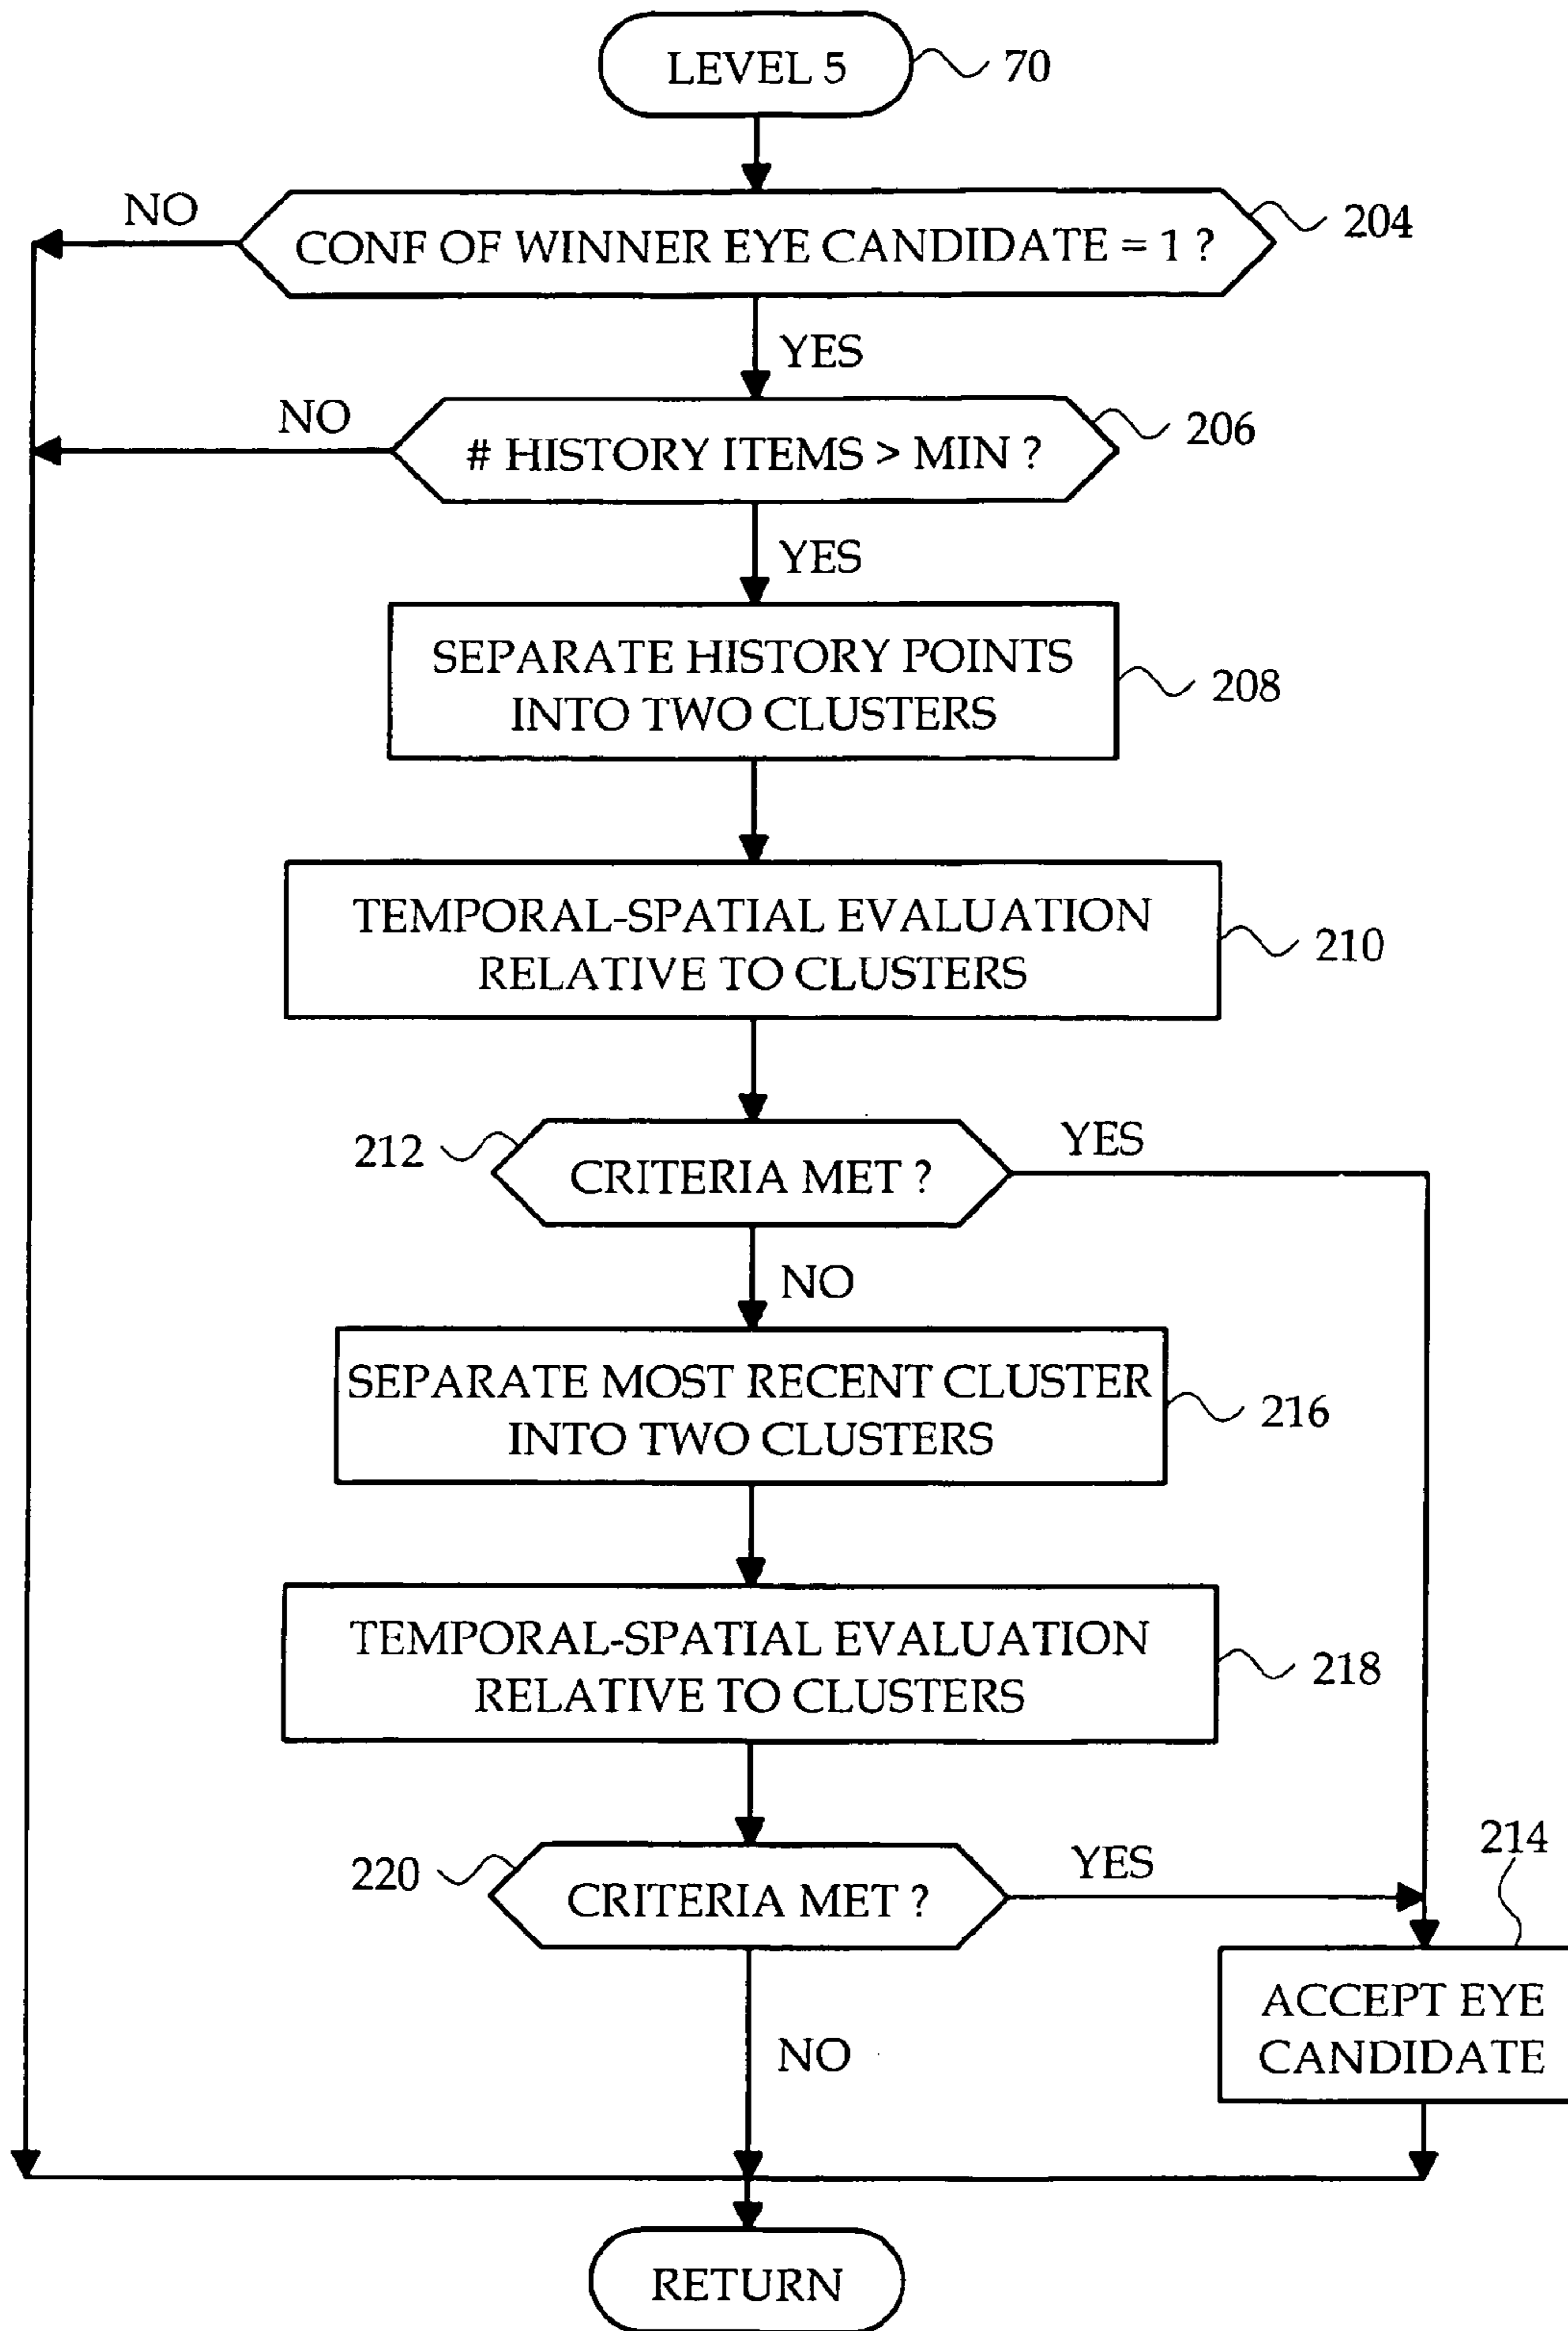 LEVEL 5
70
NO
CONF OF WINNER EYE CANDIDATE = 1 ?
204
YES
NO
# HISTORY ITEMS > MIN ?
206
YES
SEPARATE HISTORY POINTS
INTO TWO CLUSTERS
208
TEMPORAL-SPATIAL EVALUATION
RELATIVE TO CLUSTERS
210
212
CRITERIA MET ?
YES
NO
SEPARATE MOST RECENT CLUSTER
INTO TWO CLUSTERS
216
TEMPORAL-SPATIAL EVALUATION
RELATIVE TO CLUSTERS
218
220
CRITERIA MET ?
YES
214
NO
ACCEPT EYE
CANDIDATE
RETURN